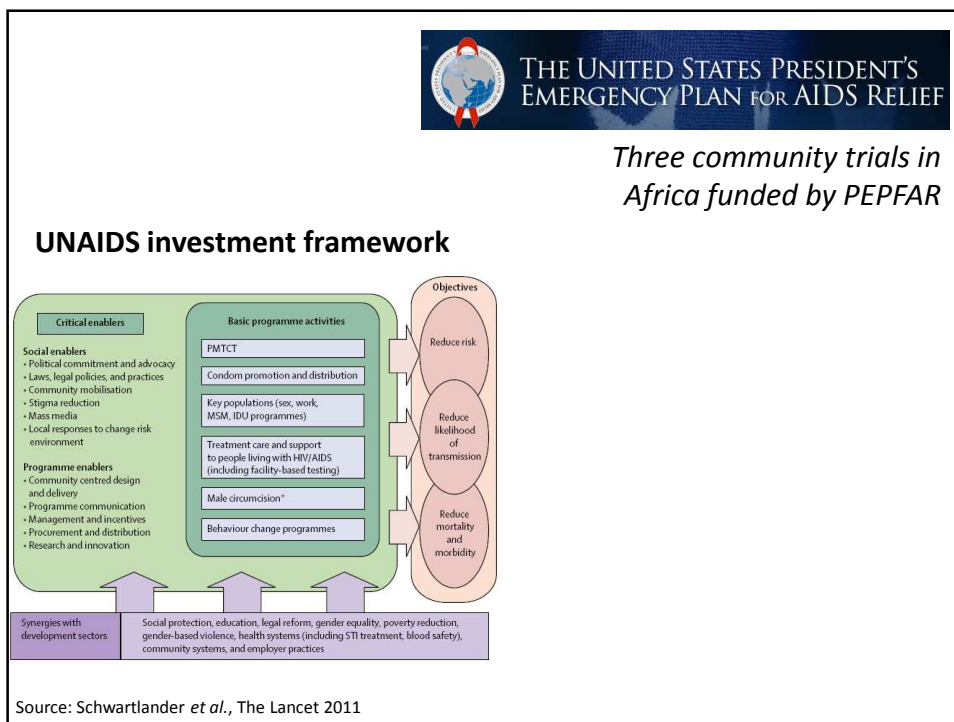 THE UNITED STATES PRESIDENT'S
EMERGENCY PLAN FOR AIDS RELIEF
Three community trials in
Africa funded by PEPFAR
UNAIDS investment framework
Critical enablers
Social enablers
• Political commitment and advocacy
• Laws, legal policies, and practices
• Community mobilisation
• Stigma reduction
• Mass media
• Local responses to change risk
environment
Programme enablers
• Community centred design
and delivery
• Programme communication
• Management and incentives
• Procurement and distribution
• Research and innovation
Basic programme activities
PMTCT
Condom promotion and distribution
Key populations (sex, work,
MSM, IDU programmes)
Treatment care and support
to people living with HIV/AIDS
(including facility-based testing)
Male circumcision*
Behaviour change programmes
Objectives
Reduce risk
Reduce
likelihood
of
transmission
Reduce
mortality
and
morbidity
Synergies with
development sectors
Social protection, education, legal reform, gender equality, poverty reduction,
gender-based violence, health systems (including STI treatment, blood safety),
community systems, and employer practices
Source: Schwartlander et al., The Lancet 2011